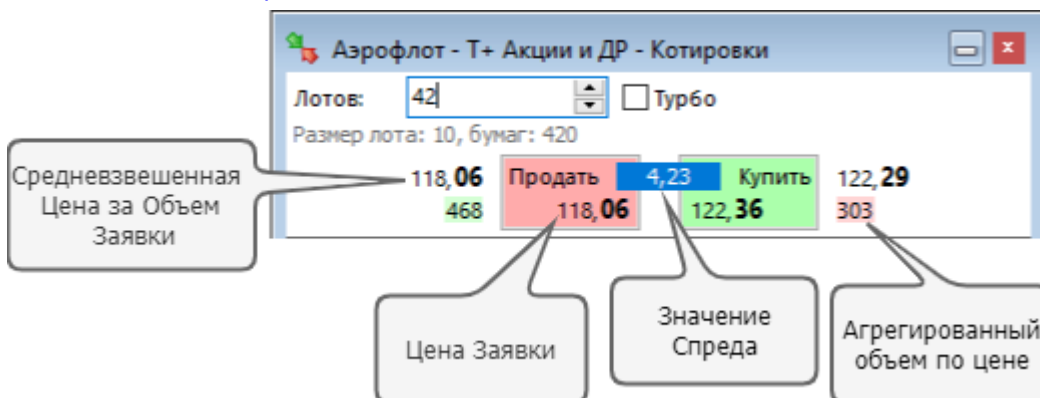 Аэрофлот - Т+ Акции и ДР - Котировки
Лотов: 42 Турбо
Размер лота: 10, бумаг: 420
118,06 Продать 4,23 Купить 122,29
468 118,06 122,36 303
Средневзвешенная
Цена за Объем
Заявки
Цена Заявки
Значение
Спреда
Агрегированный
объем по цене